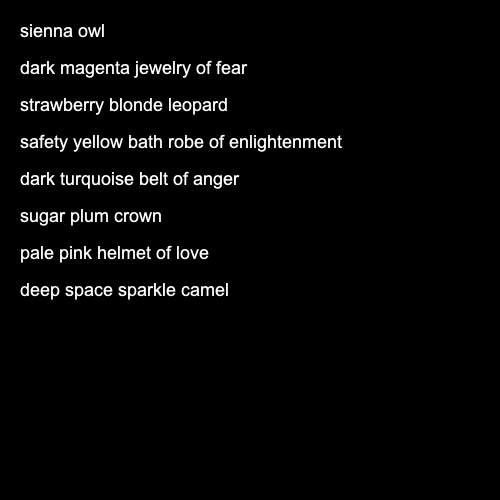 sienna owl
dark magenta jewelry of fear
strawberry blonde leopard
safety yellow bath robe of enlightenment
dark turquoise belt of anger
sugar plum crown
pale pink helmet of love
deep space sparkle camel